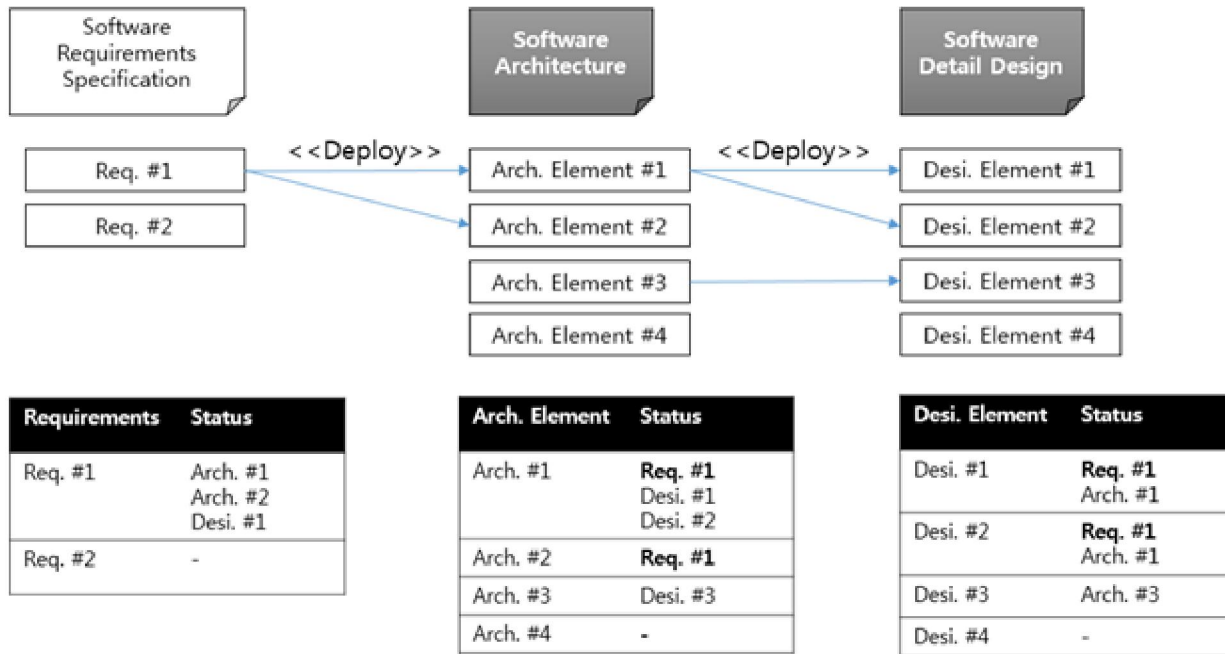 Software
Requirements
Specification
Software
Architecture
Software
Detail Design
<<Deploy>>
<<Deploy>>
Req. #1
Arch. Element #1
Desi. Element #1
Req. #2
Arch. Element #2
Desi. Element #2
Arch. Element #3
Desi. Element #3
Arch. Element #4
Desi. Element #4
Requirements Status
Req. #1 Arch. #1
Arch. #2
Desi. #1
Req. #2 -
Arch. Element Status
Arch. #1 Req. #1
Desi. #1
Desi. #2
Arch. #2 Req. #1
Arch. #3 Desi. #3
Arch. #4 -
Desi. Element Status
Desi. #1 Req. #1
Arch. #1
Desi. #2 Req. #1
Arch. #1
Desi. #3 Arch. #3
Desi. #4 -